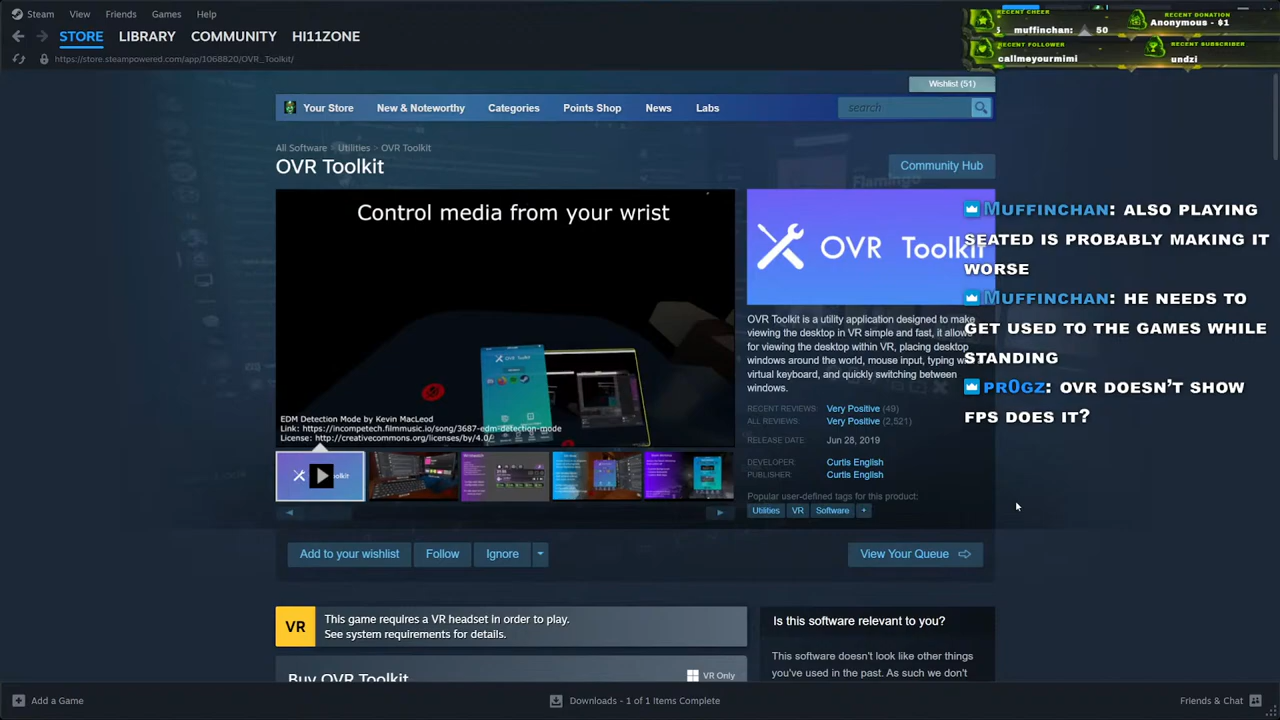 Steam View Friends Games Help
RECENT CHEER
muffinchan: 50
RECENT DONATION
Anonymous - $1
RECENT FOLLOWER
callmeyourmimi
RECENT SUBSCRIBER
undzi
STORE LIBRARY COMMUNITY HI11ZONE
https://store.steampowered.com/app/1068820/OVR_Toolkit/
Wishlist (51)
Your Store New & Noteworthy Categories Points Shop News Labs
search
All Software > Utilities > OVR Toolkit
OVR Toolkit
Community Hub
Control media from your wrist
OVR Toolkit
EDM Detection Mode by Kevin MacLeod
Link: https://incompetech.filmmusic.io/song/3687-edm-detection-mode
License: http://creativecommons.org/licenses/by/4.0/
OVR Toolkit
OVR Toolkit is a utility application designed to make
viewing the desktop in VR simple and fast, it allows
for viewing the desktop within VR, placing desktop
windows around the world, mouse input, typing
virtual keyboard, and quickly switching between
windows.
RECENT REVIEWS: Very Positive (49)
ALL REVIEWS: Very Positive (2,521)
RELEASE DATE: Jun 28, 2019
DEVELOPER: Curtis English
PUBLISHER: Curtis English
Popular user-defined tags for this product:
Utilities VR Software +
MUFFINCHAN: ALSO PLAYING
SEATED IS PROBABLY MAKING IT
WORSE
MUFFINCHAN: HE NEEDS TO
GET USED TO THE GAMES WHILE
STANDING
PR0GZ: OVR DOESN'T SHOW
FPS DOES IT?
Add to your wishlist Follow Ignore
View Your Queue
VR
This game requires a VR headset in order to play.
See system requirements for details.
Is this software relevant to you?
This software doesn't look like other things
you've used in the past. As such we don't
Buy OVR Toolkit
VR Only
Add a Game
Downloads - 1 of 1 Items Complete
Friends & Chat